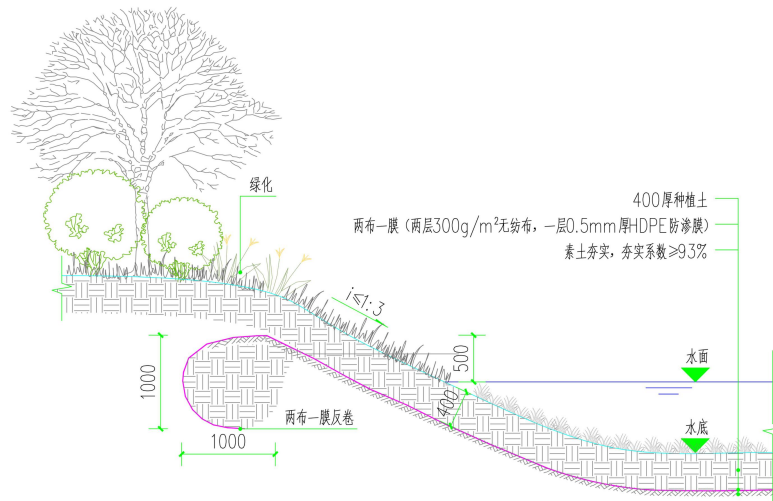 绿化
400厚种植土
两布一膜（两层300g/m²无纺布，一层0.5mm厚HDPE防渗膜）
素土夯实，夯实系数≥93%
i≤1:3
500
水面
1000
400
两布一膜反卷
水底
1000